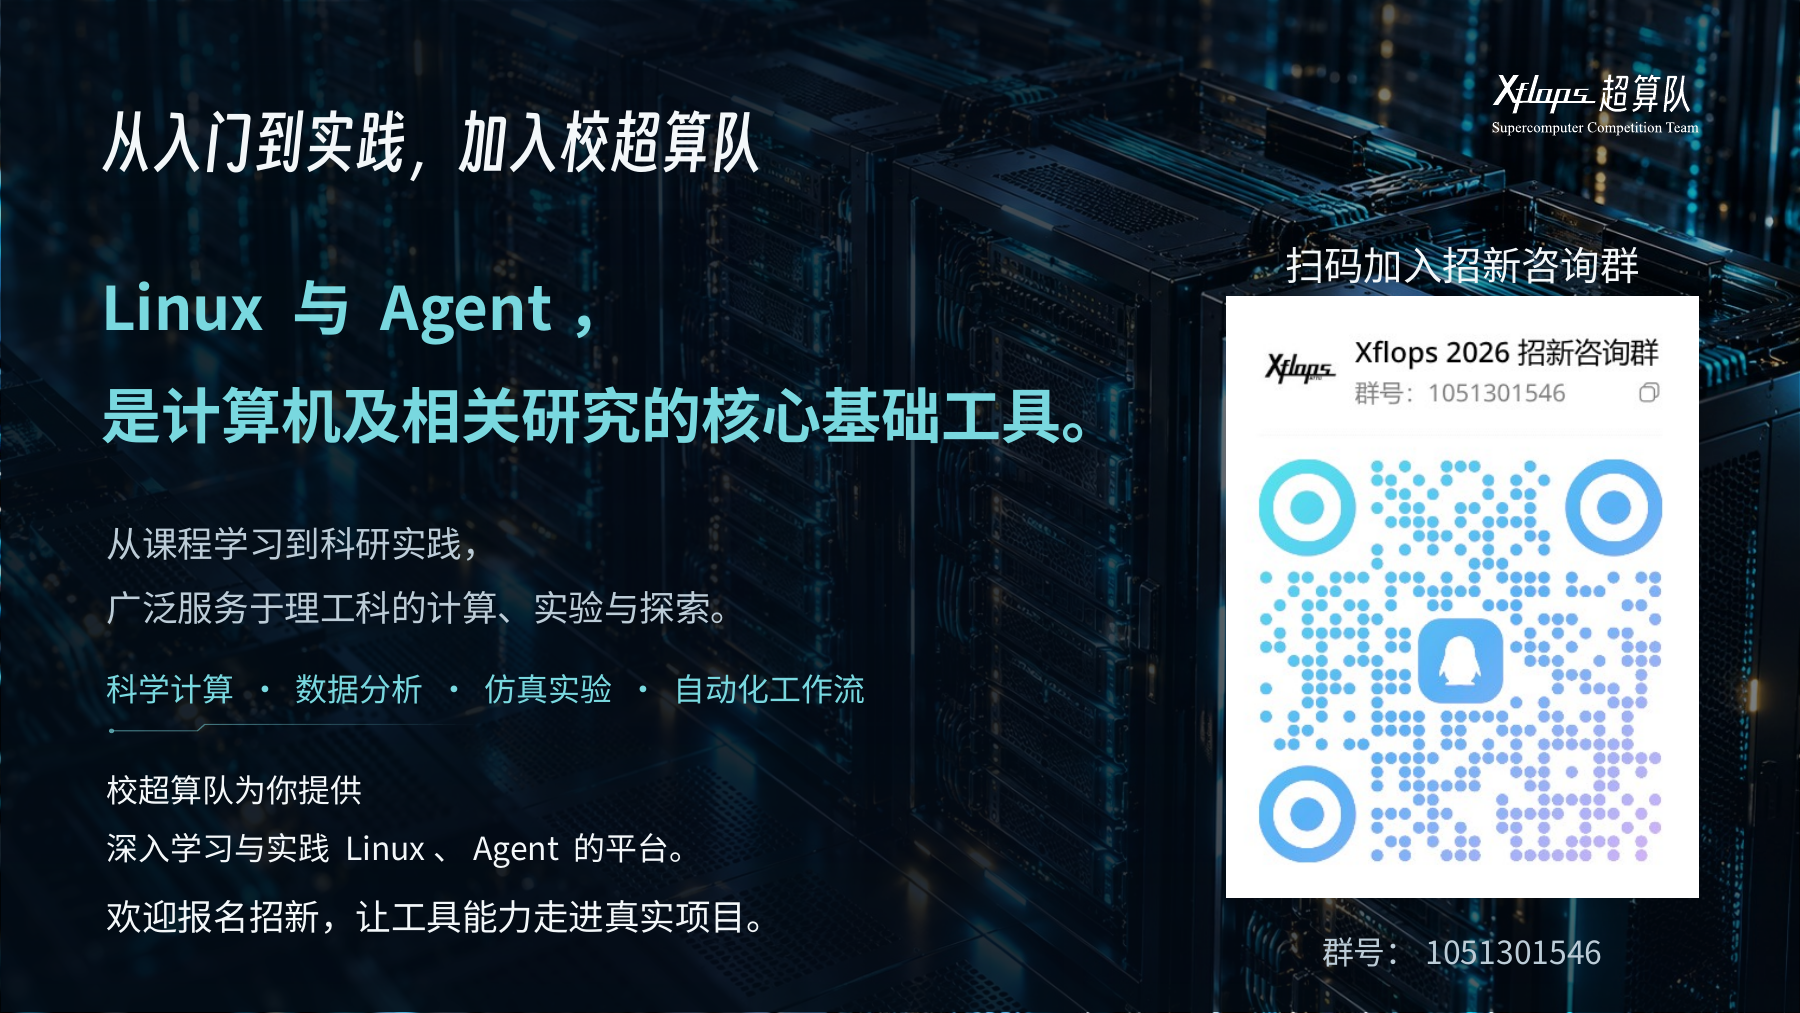 Xflops 超算队
Supercomputer Competition Team
从入门到实践，加入校超算队
Linux 与 Agent，
是计算机及相关研究的核心基础工具。
从课程学习到科研实践，
广泛服务于理工科的计算、实验与探索。
科学计算 · 数据分析 · 仿真实验 · 自动化工作流
校超算队为你提供
深入学习与实践 Linux、Agent 的平台。
欢迎报名招新，让工具能力走进真实项目。
扫码加入招新咨询群
Xflops
Xflops 2026 招新咨询群
群号：1051301546
群号： 1051301546